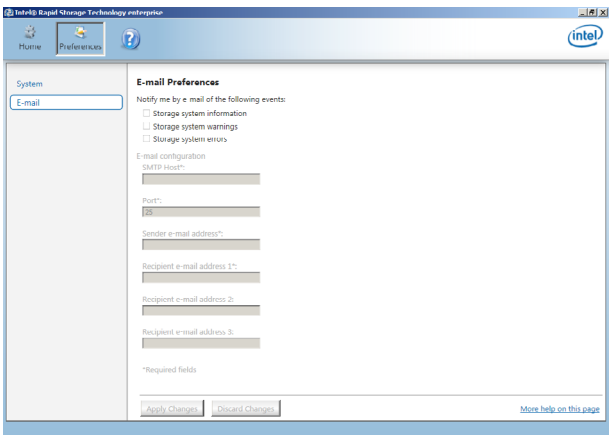 Intel® Rapid Storage Technology enterprise
Home
Preferences
?
intel
System
E-mail
E-mail Preferences
Notify me by e-mail of the following events:
Storage system information
Storage system warnings
Storage system errors
E-mail configuration
SMTP Host*:
Port*:
25
Sender e-mail address*:
Recipient e-mail address 1*:
Recipient e-mail address 2:
Recipient e-mail address 3:
*Required fields
Apply Changes
Discard Changes
More help on this page